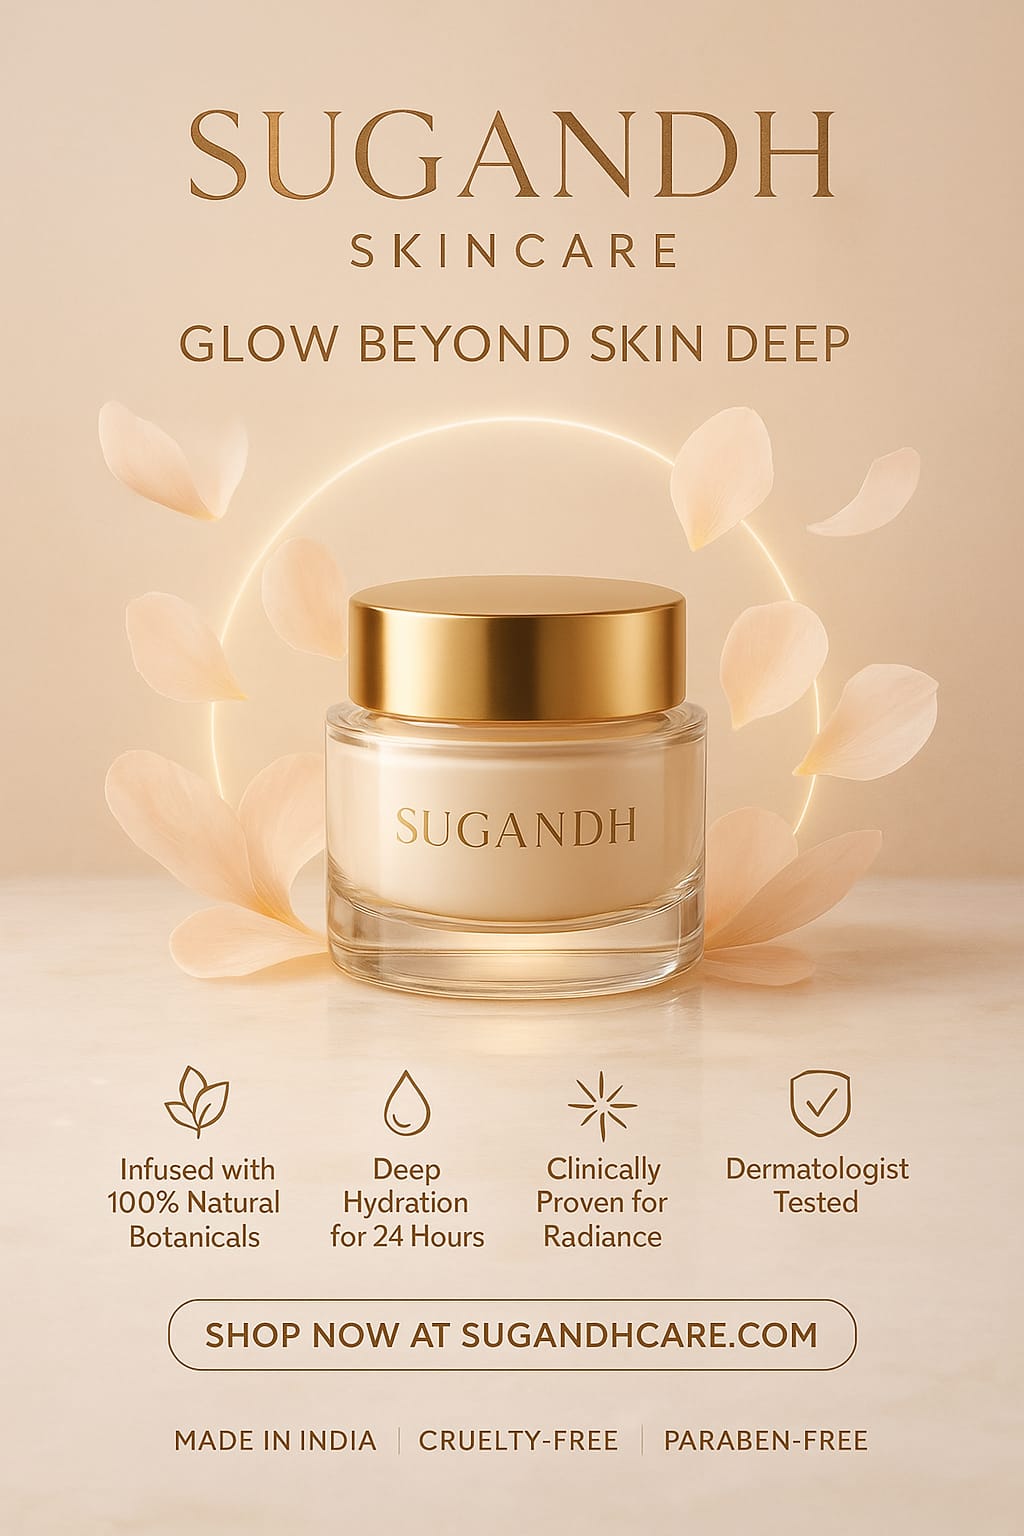 SUGANDH
SKINCARE
GLOW BEYOND SKIN DEEP
SUGANDH
Infused with
100% Natural
Botanicals
Deep
Hydration
for 24 Hours
Clinically
Proven for
Radiance
Dermatologist
Tested
SHOP NOW AT SUGANDHCARE.COM
MADE IN INDIA | CRUELTY-FREE | PARABEN-FREE